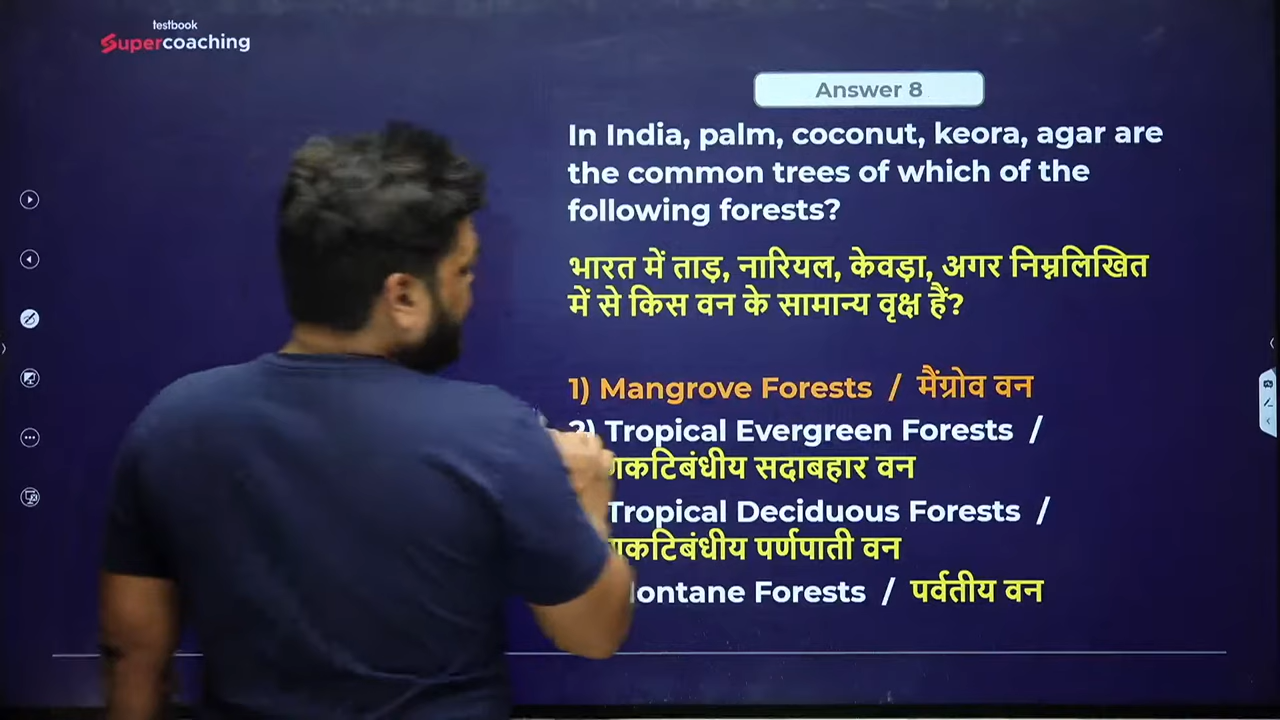 testbook
Supercoaching
Answer 8
In India, palm, coconut, keora, agar are
the common trees of which of the
following forests?
भारत में ताड़, नारियल, केवड़ा, अगर निम्नलिखित
में से किस वन के सामान्य वृक्ष हैं?
1) Mangrove Forests / मैंग्रोव वन
2) Tropical Evergreen Forests /
सदाबहार वन
Tropical Deciduous Forests /
पर्णपाती वन
Forests / पर्वतीय वन